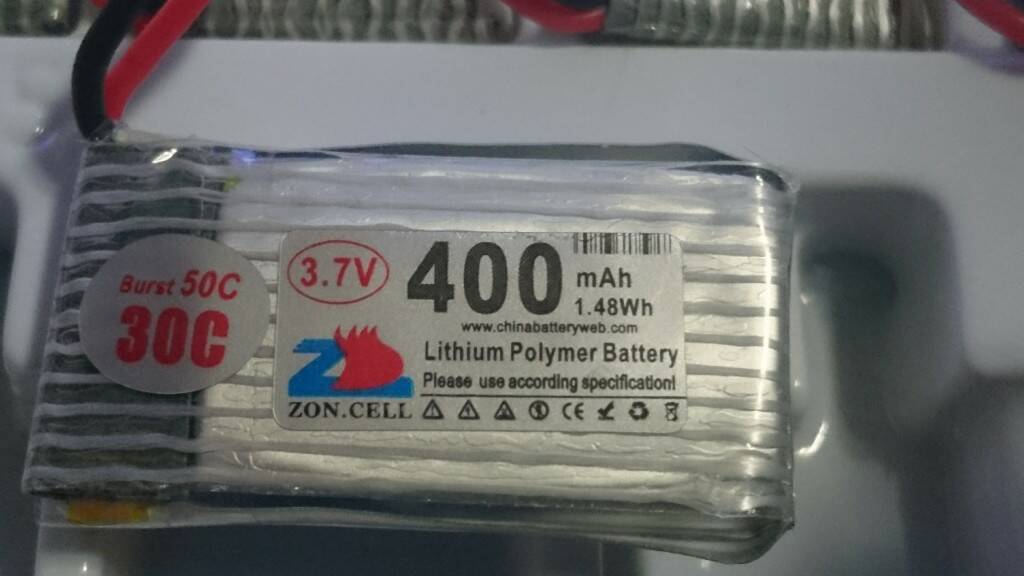 Burst 50C
30C
3.7V
400 mAh
1.48Wh
www.chinabatteryweb.com
Lithium Polymer Battery
Please use according specification!
ZON.CELL
CE